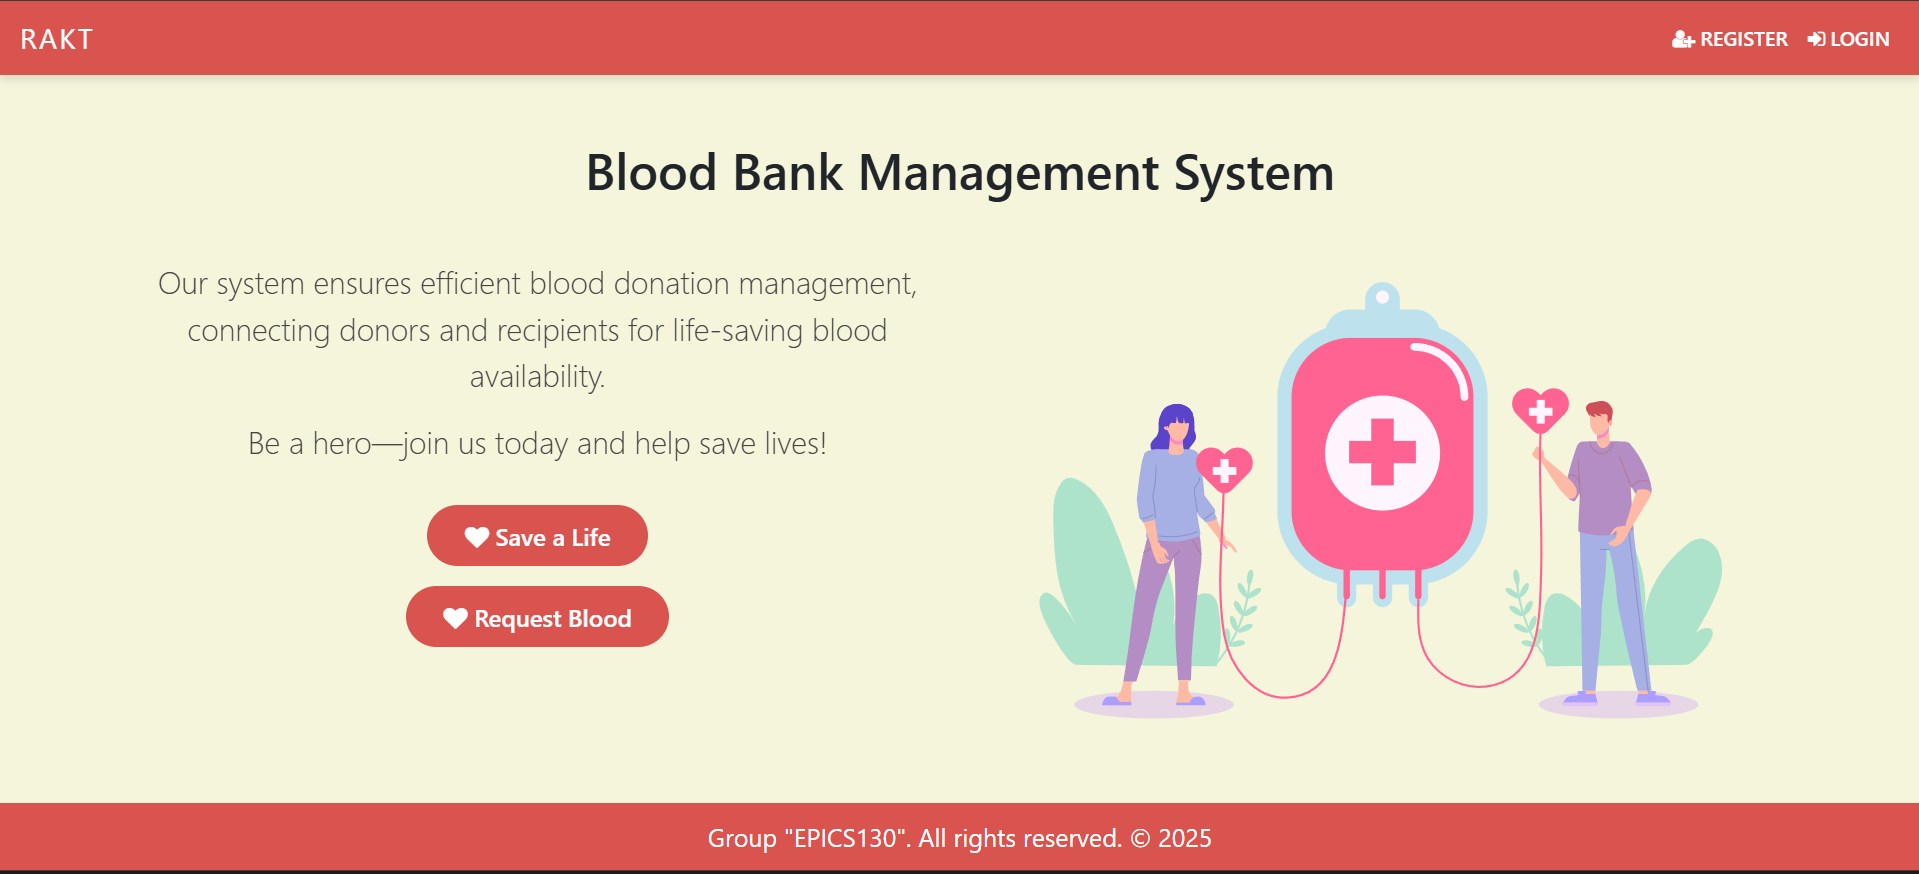 RAKT
REGISTER
LOGIN
Blood Bank Management System
Our system ensures efficient blood donation management,
connecting donors and recipients for life-saving blood
availability.
Be a hero—join us today and help save lives!
Save a Life
Request Blood
Group "EPICS130". All rights reserved. © 2025